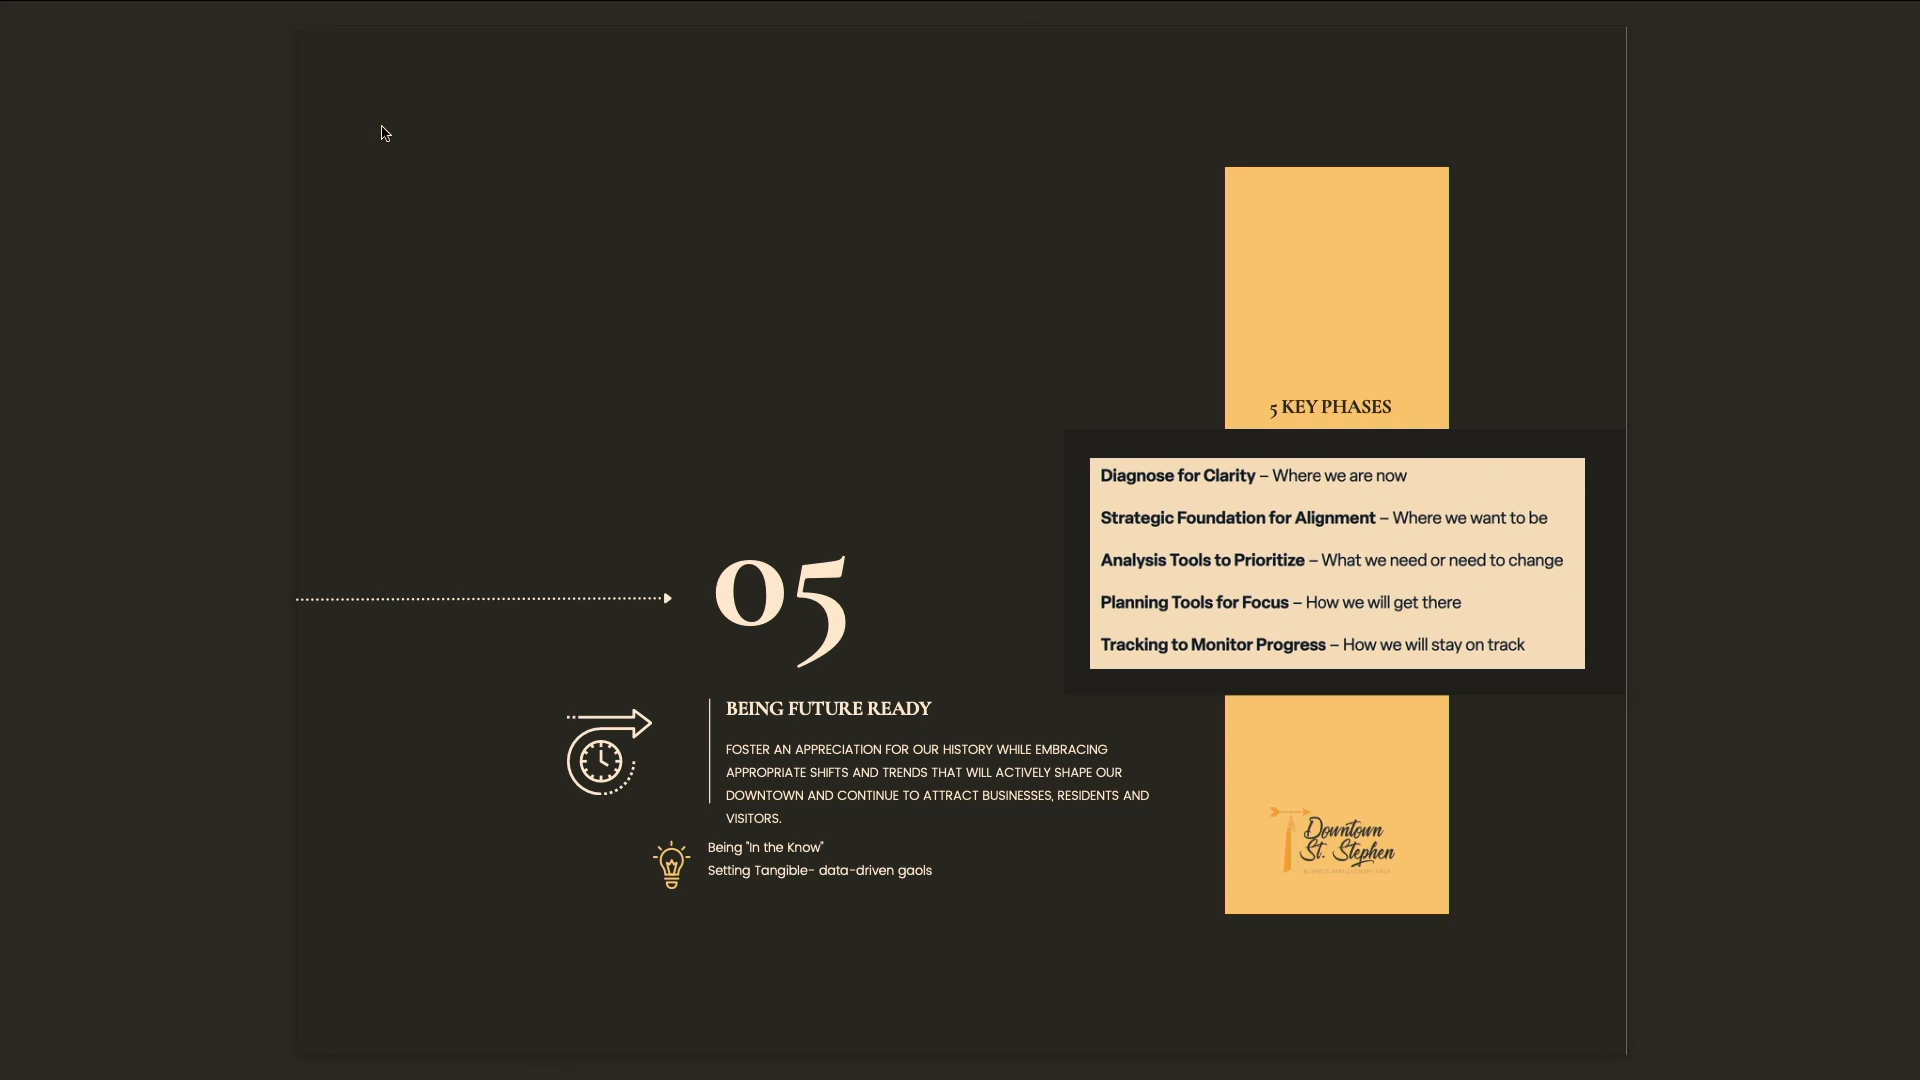 05
BEING FUTURE READY
FOSTER AN APPRECIATION FOR OUR HISTORY WHILE EMBRACING
APPROPRIATE SHIFTS AND TRENDS THAT WILL ACTIVELY SHAPE OUR
DOWNTOWN AND CONTINUE TO ATTRACT BUSINESSES, RESIDENTS AND
VISITORS.
Being "In the Know"
Setting Tangible- data-driven gaols
5 KEY PHASES
Diagnose for Clarity – Where we are now
Strategic Foundation for Alignment – Where we want to be
Analysis Tools to Prioritize – What we need or need to change
Planning Tools for Focus – How we will get there
Tracking to Monitor Progress – How we will stay on track
Downtown
St. Stephen
BUSINESS IMPROVEMENT AREA